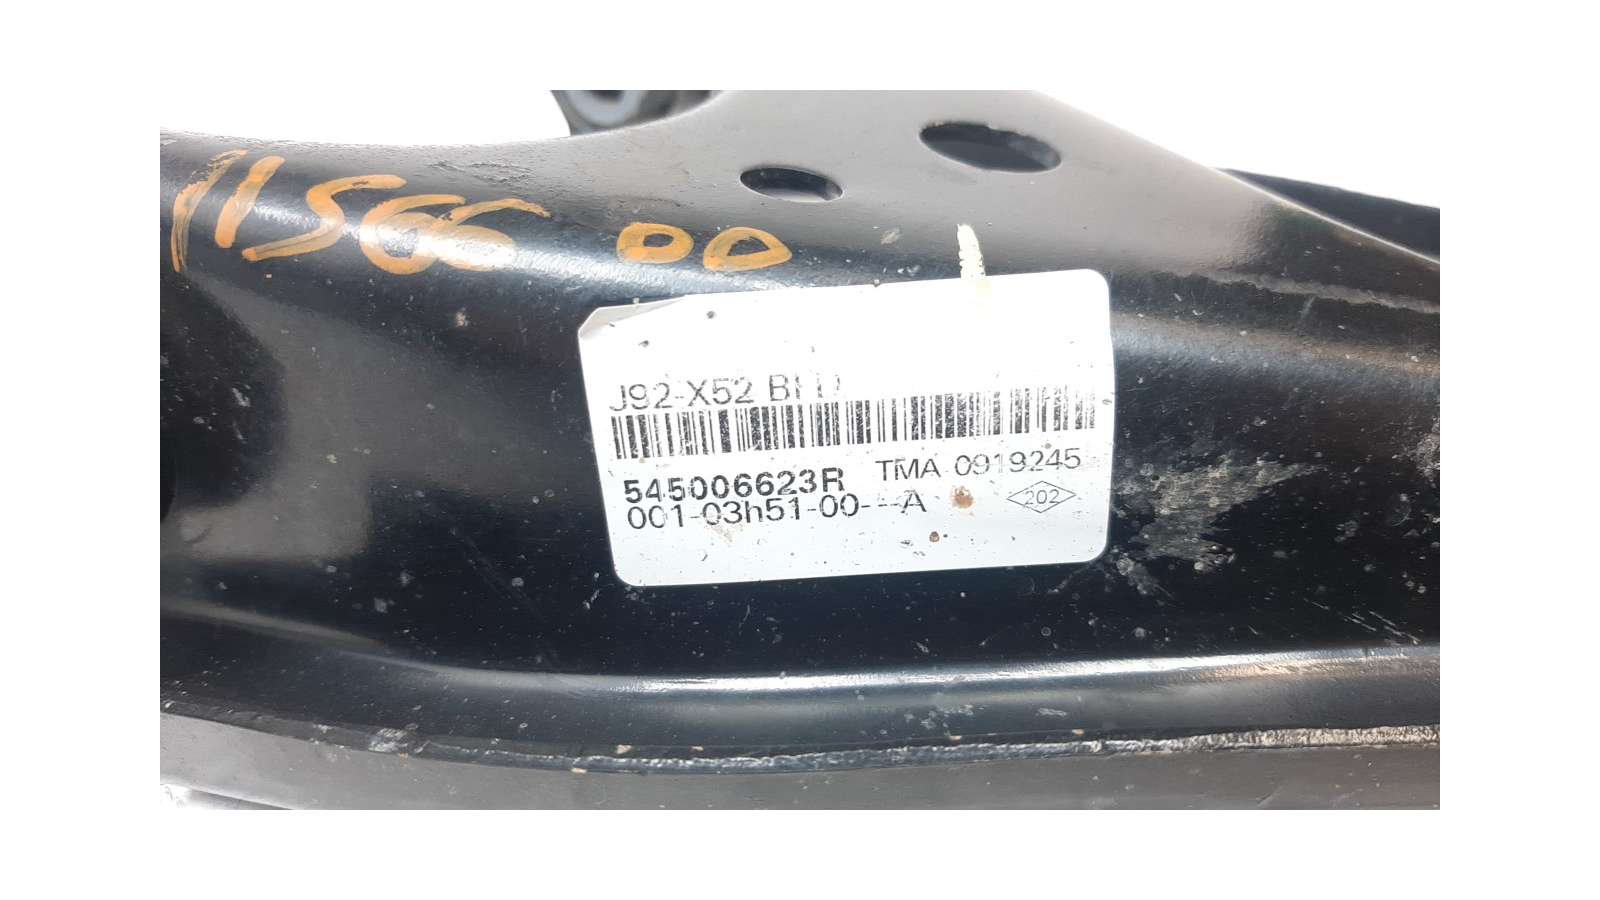 11566 00
J92-X52
545006623R TMA 0919245
001-03h51-00---A 202